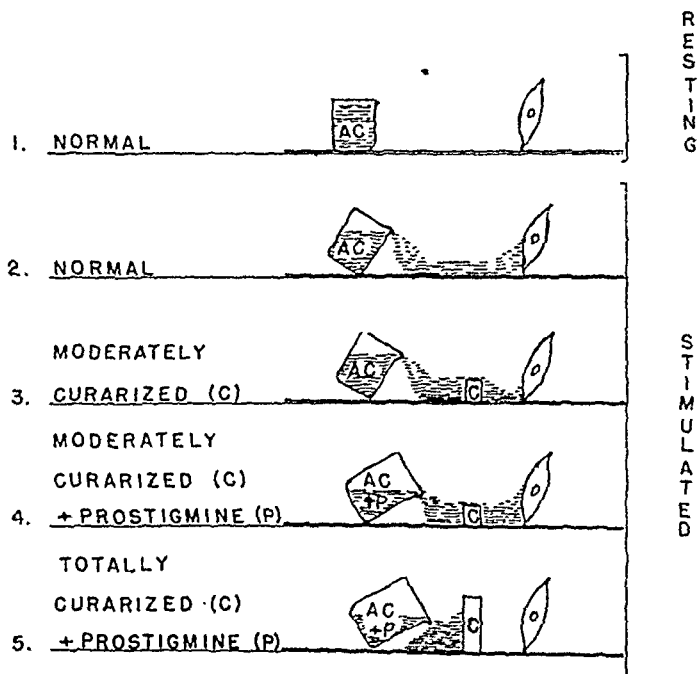 RESTING
AC
1. NORMAL
AC
2. NORMAL
MODERATELY
AC
3. CURARIZED (C)
C
MODERATELY
CURARIZED (C)
AC
+P
4. + PROSTIGMINE (P)
C
TOTALLY
CURARIZED (C)
AC
+P
C
5. + PROSTIGMINE (P)
STIMULATED